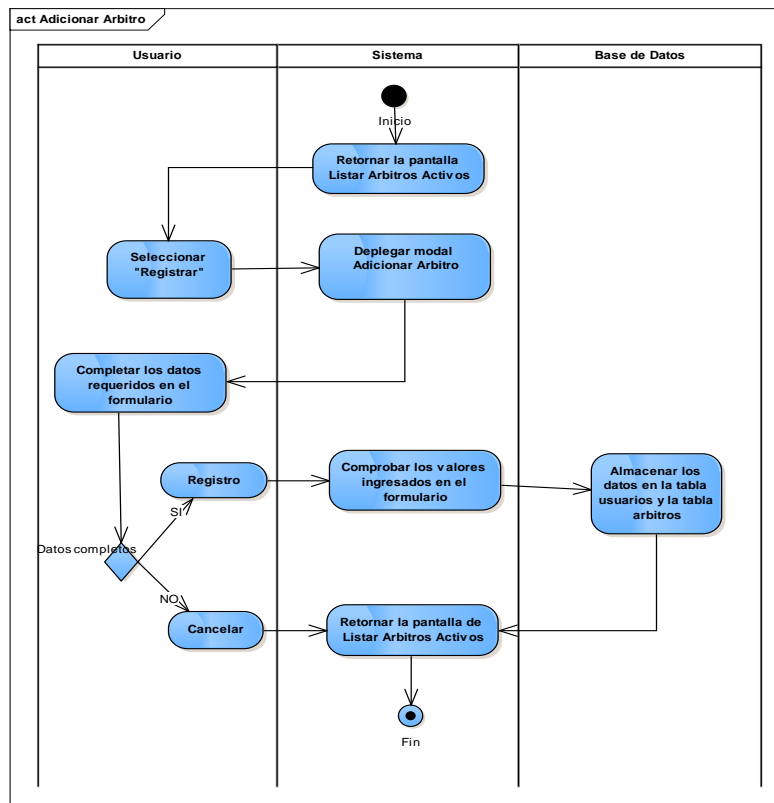 act Adicionar Arbitro
Usuario
Sistema
Base de Datos
Inicio
Retornar la pantalla
Listar Arbitros Activos
Seleccionar
"Registrar"
Deplegar modal
Adicionar Arbitro
Completar los datos
requeridos en el
formulario
Registro
Comprobar los valores
ingresados en el
formulario
Almacenar los
datos en la tabla
usuarios y la tabla
arbitros
SI
Datos completos
NO
Cancelar
Retornar la pantalla de
Listar Arbitros Activos
Fin